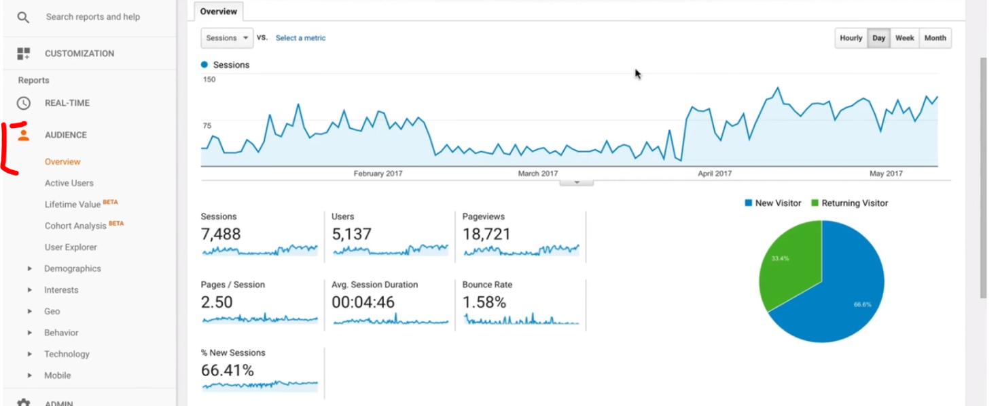 Search reports and help
CUSTOMIZATION
Reports
REAL-TIME
AUDIENCE
Overview
Active Users
Lifetime Value BETA
Cohort Analysis BETA
User Explorer
Demographics
Interests
Geo
Behavior
Technology
Mobile
ADMIN
Overview
Sessions VS. Select a metric
Hourly Day Week Month
Sessions
150
75
February 2017 March 2017 April 2017 May 2017
New Visitor Returning Visitor
33.4%
66.6%
Sessions
7,488
Users
5,137
Pageviews
18,721
Pages / Session
2.50
Avg. Session Duration
00:04:46
Bounce Rate
1.58%
% New Sessions
66.41%